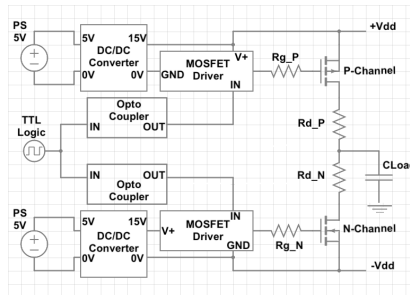 PS
5V
5V 15V
DC/DC
Converter
0V 0V
V+
MOSFET
Driver
GND
IN
Rg_P
+Vdd
P-Channel
Opto
Coupler
IN OUT
Rd_P
TTL
Logic
IN OUT
Opto
Coupler
Rd_N
CLoa
PS
5V
5V 15V
DC/DC
Converter
0V 0V
V+
IN
MOSFET
Driver
GND
Rg_N
N-Channel
-Vdd